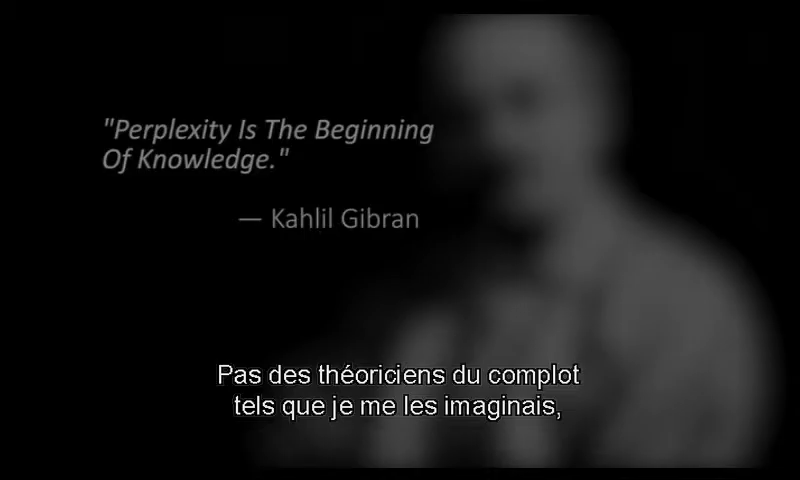 "Perplexity Is The Beginning
Of Knowledge."
— Kahlil Gibran
Pas des théoriciens du complot
tels que je me les imaginais,